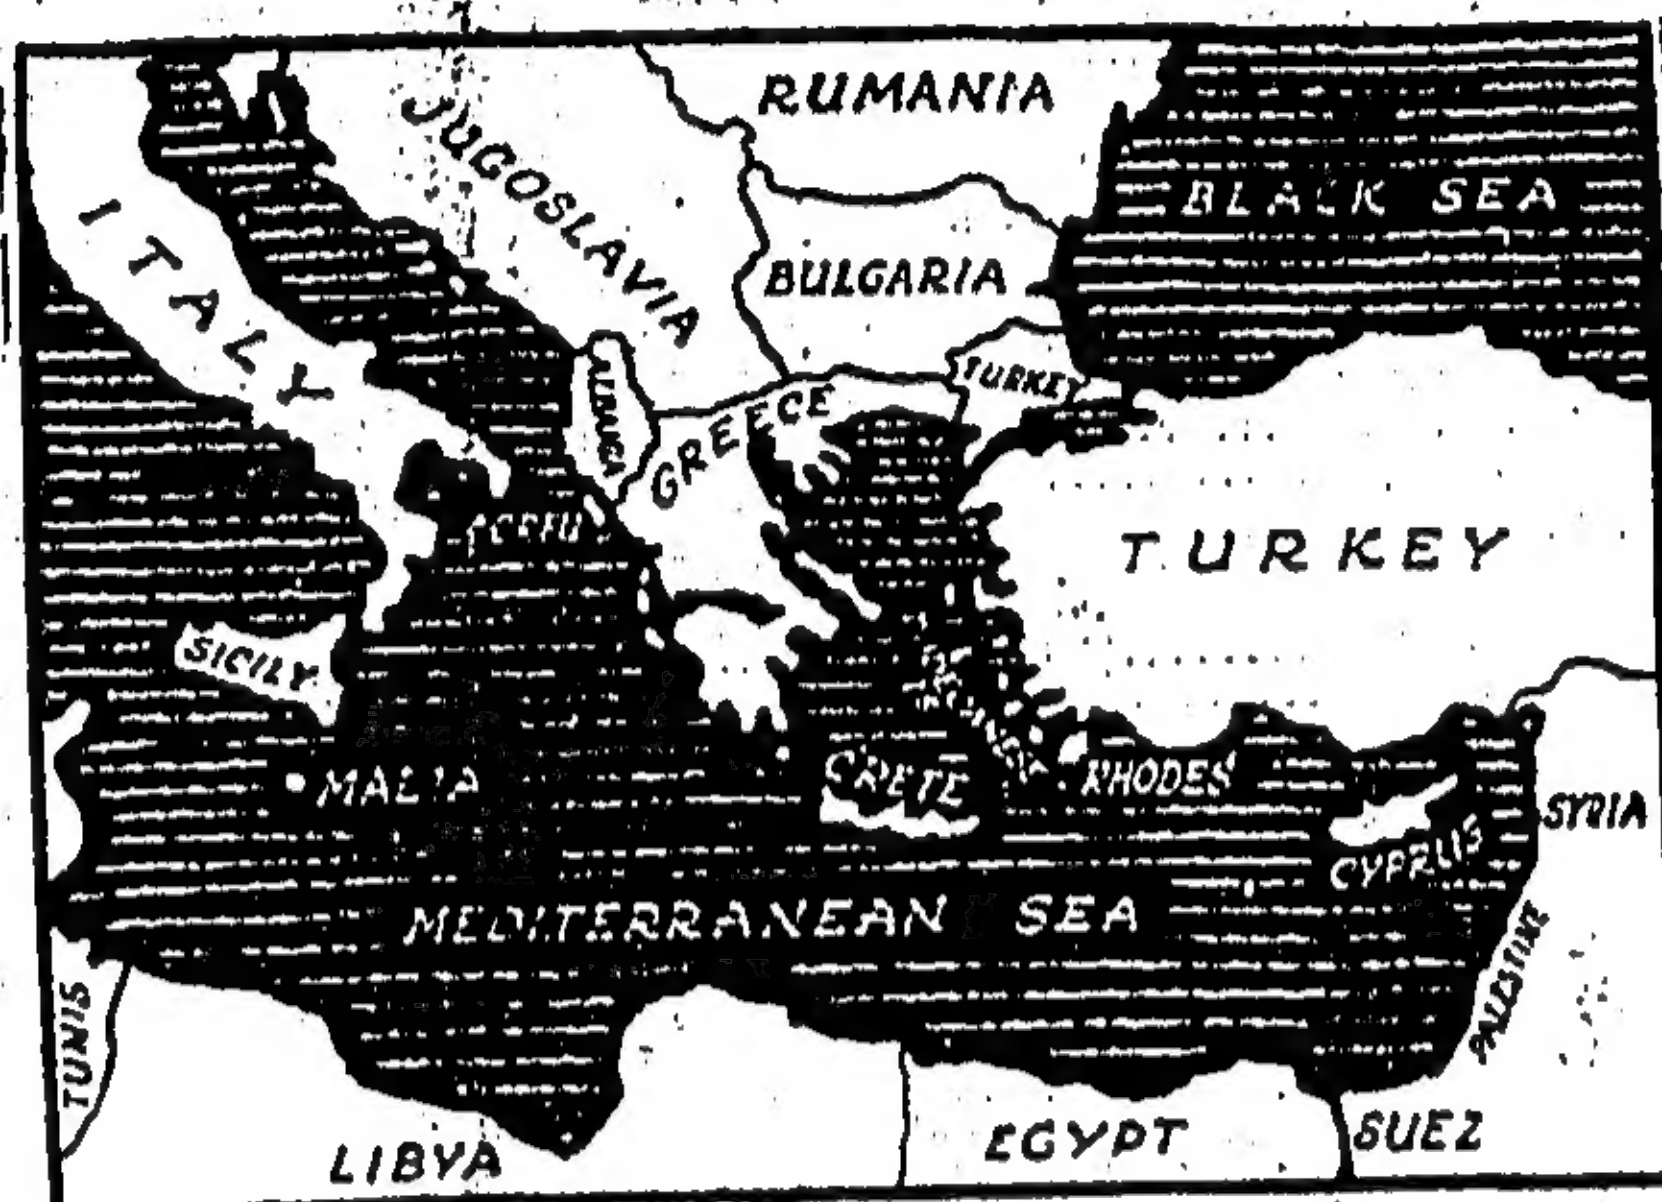 RUMANIA
JUGOSLAVIA
BLACK SEA
ITALY
BULGARIA
TURKEY
GREECE
TURKEY
SICILY
CRETE
RHODES
SYRIA
CYPRUS
MEDITERRANEAN SEA
PALESTINE
TUNIS
LIBYA
EGYPT
SUEZ